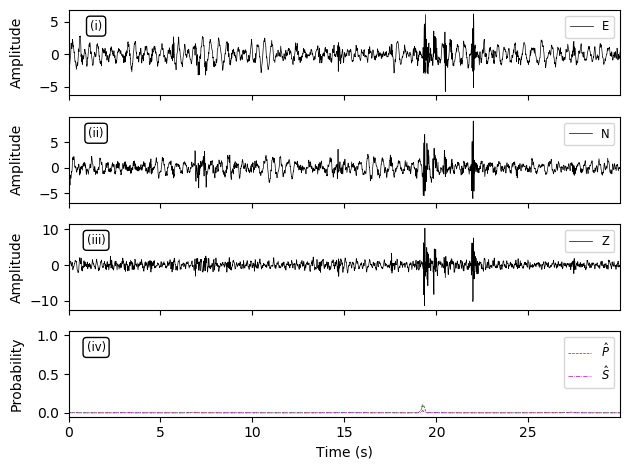 (i)
E
Amplitude
5
0
−5
(ii)
N
Amplitude
5
0
−5
(iii)
Z
Amplitude
10
0
−10
(iv)
P̂
Ŝ
Probability
1.0
0.5
0.0
0 5 10 15 20 25
Time (s)